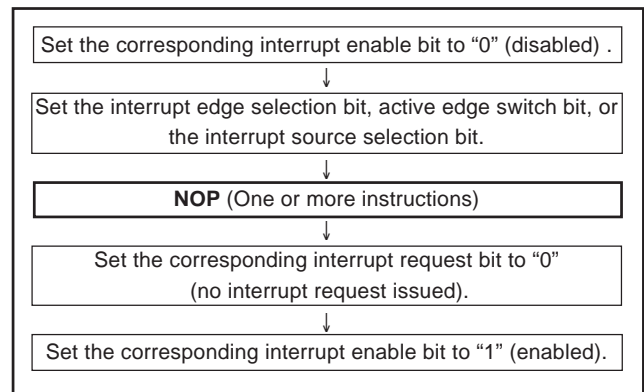 Set the corresponding interrupt enable bit to “0” (disabled) .
Set the interrupt edge selection bit, active edge switch bit, or
the interrupt source selection bit.
NOP (One or more instructions)
Set the corresponding interrupt request bit to “0”
(no interrupt request issued).
Set the corresponding interrupt enable bit to “1” (enabled).